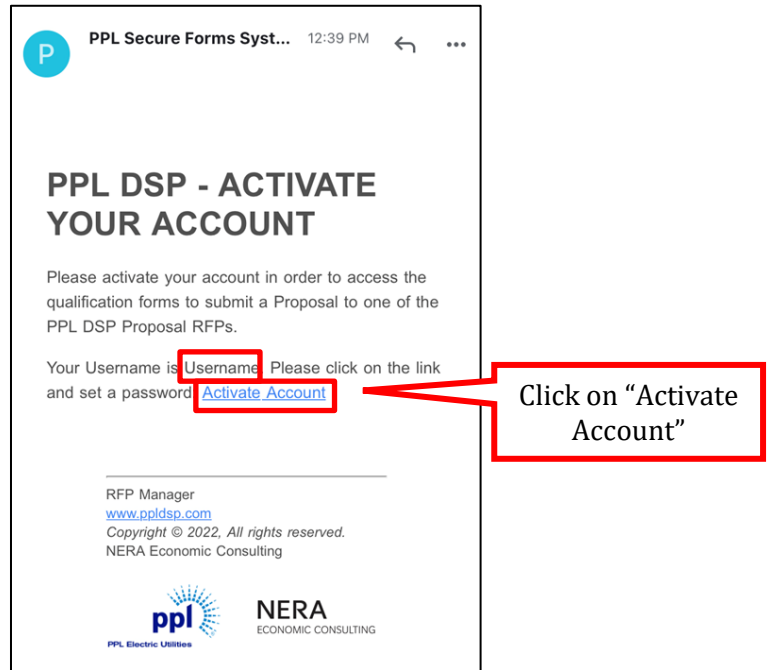 P
PPL Secure Forms Syst... 12:39 PM
PPL DSP - ACTIVATE
YOUR ACCOUNT
Please activate your account in order to access the
qualification forms to submit a Proposal to one of the
PPL DSP Proposal RFPs.
Your Username is Username. Please click on the link
and set a password Activate Account
Click on “Activate
Account”
RFP Manager
www.ppldsp.com
Copyright © 2022, All rights reserved.
NERA Economic Consulting
ppl
PPL Electric Utilities
NERA
ECONOMIC CONSULTING